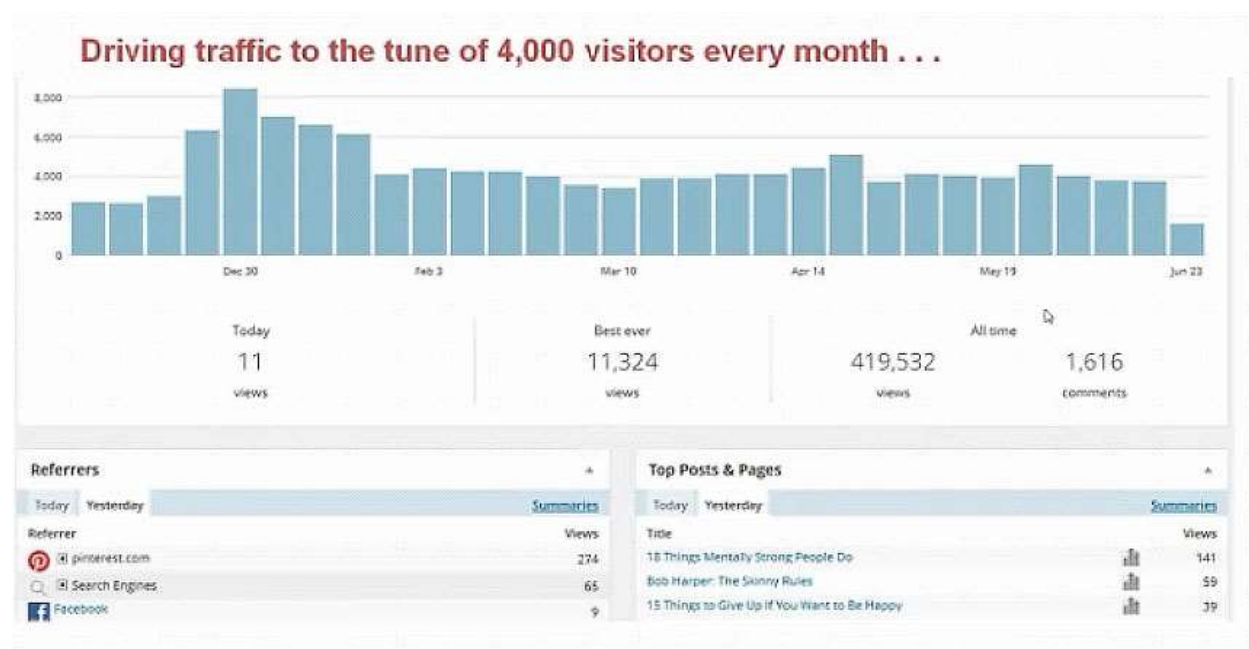 Driving traffic to the tune of 4,000 visitors every month . . .
8,000
6,000
4,000
2,000
0
Dec 30 Feb 3 Mar 10 Apr 14 May 19 Jun 23
Today Best ever All time
11 11,324 419,532 1,616
views views views comments
Referrers
Today Yesterday Summaries
Referrer Views
pinterest.com 274
Search Engines 65
Facebook 9
Top Posts & Pages
Today Yesterday Summaries
Title Views
18 Things Mentally Strong People Do 141
Bob Harper: The Skinny Rules 59
15 Things to Give Up If You Want to Be Happy 39